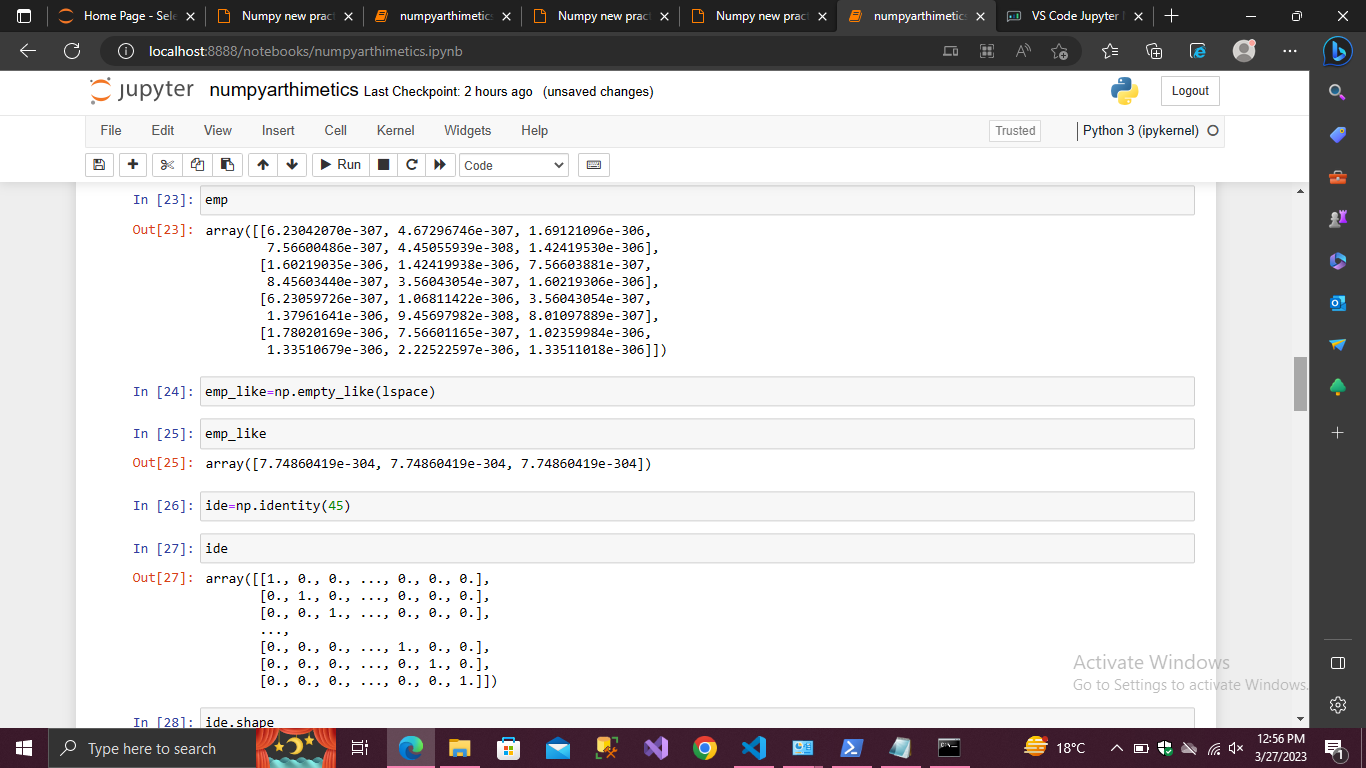 Home Page - Sele
Numpy new pract
numpyarthimetics
Numpy new pract
Numpy new pract
numpyarthimetics
VS Code Jupyter N
localhost:8888/notebooks/numpyarthimetics.ipynb
jupyter numpyarthimetics Last Checkpoint: 2 hours ago (unsaved changes)
Logout
File Edit View Insert Cell Kernel Widgets Help
Trusted
Python 3 (ipykernel)
Run
Code
In [23]: emp
Out[23]: array([[6.23042070e-307, 4.67296746e-307, 1.69121096e-306,
7.56600486e-307, 4.45055939e-308, 1.42419530e-306],
[1.60219035e-306, 1.42419938e-306, 7.56603881e-307,
8.45603440e-307, 3.56043054e-307, 1.60219306e-306],
[6.23059726e-307, 1.06811422e-306, 3.56043054e-307,
1.37961641e-306, 9.45697982e-308, 8.01097889e-307],
[1.78020169e-306, 7.56601165e-307, 1.02359984e-306,
1.33510679e-306, 2.22522597e-306, 1.33511018e-306]])
In [24]: emp_like=np.empty_like(lspace)
In [25]: emp_like
Out[25]: array([7.74860419e-304, 7.74860419e-304, 7.74860419e-304])
In [26]: ide=np.identity(45)
In [27]: ide
Out[27]: array([[1., 0., 0., ..., 0., 0., 0.],
[0., 1., 0., ..., 0., 0., 0.],
[0., 0., 1., ..., 0., 0., 0.],
...,
[0., 0., 0., ..., 1., 0., 0.],
[0., 0., 0., ..., 0., 1., 0.],
[0., 0., 0., ..., 0., 0., 1.]])
In [28]: ide.shape
Activate Windows
Go to Settings to activate Windows.
Type here to search
18°C
12:56 PM
3/27/2023
1